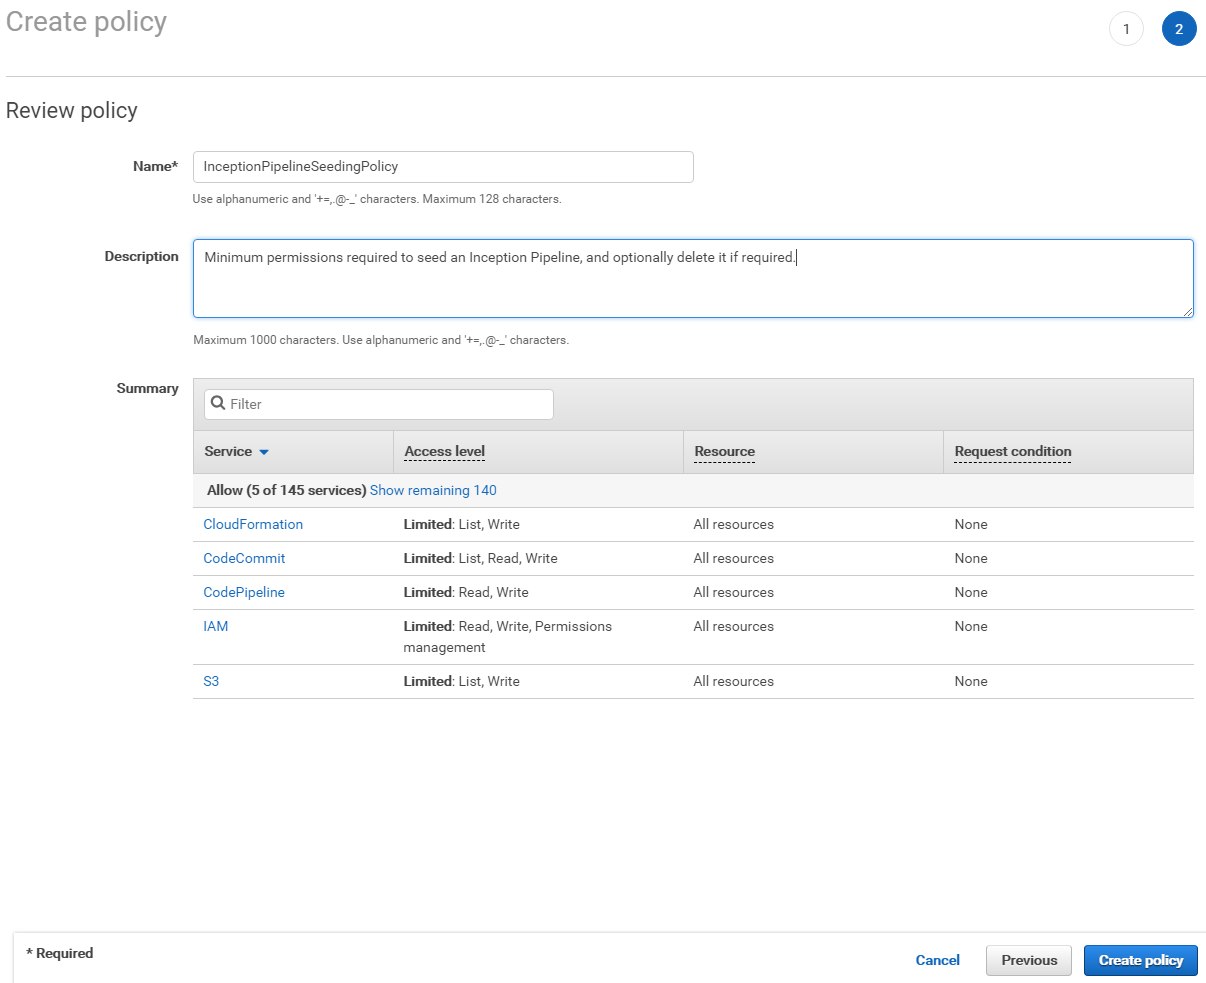 Create policy
1
2
Review policy
Name*
InceptionPipelineSeedingPolicy
Use alphanumeric and '+=,.@-_' characters. Maximum 128 characters.
Description
Minimum permissions required to seed an Inception Pipeline, and optionally delete it if required.
Maximum 1000 characters. Use alphanumeric and '+=,.@-_' characters.
Summary
Filter
Service Access level Resource Request condition
Allow (5 of 145 services) Show remaining 140
CloudFormation Limited: List, Write All resources None
CodeCommit Limited: List, Read, Write All resources None
CodePipeline Limited: Read, Write All resources None
IAM Limited: Read, Write, Permissions All resources None
management
S3 Limited: List, Write All resources None
* Required
Cancel Previous Create policy